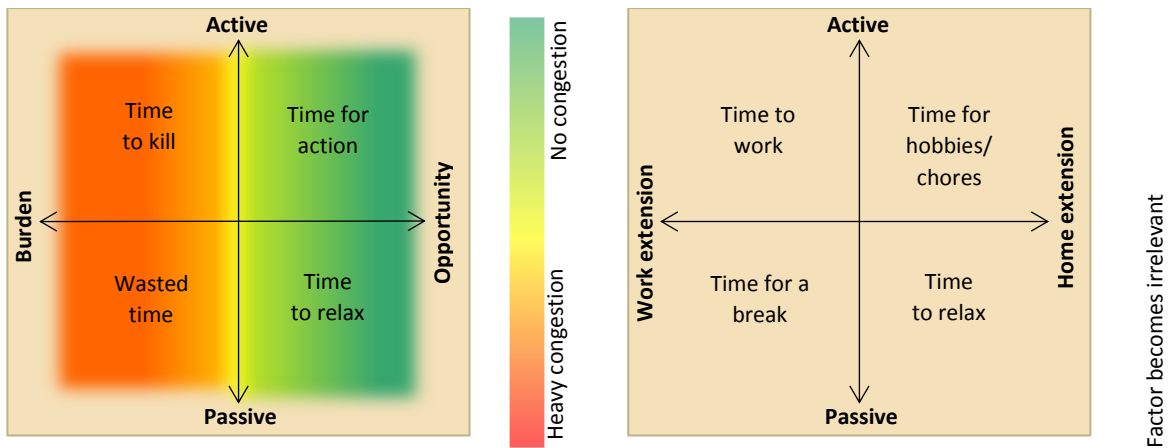 Active
Time
to kill
Time for
action
Burden
Opportunity
Wasted
time
Time
to relax
Passive
No congestion
Heavy congestion
Active
Time to
work
Time for
hobbies/
chores
Work extension
Home extension
Time for a
break
Time
to relax
Passive
Factor becomes irrelevant